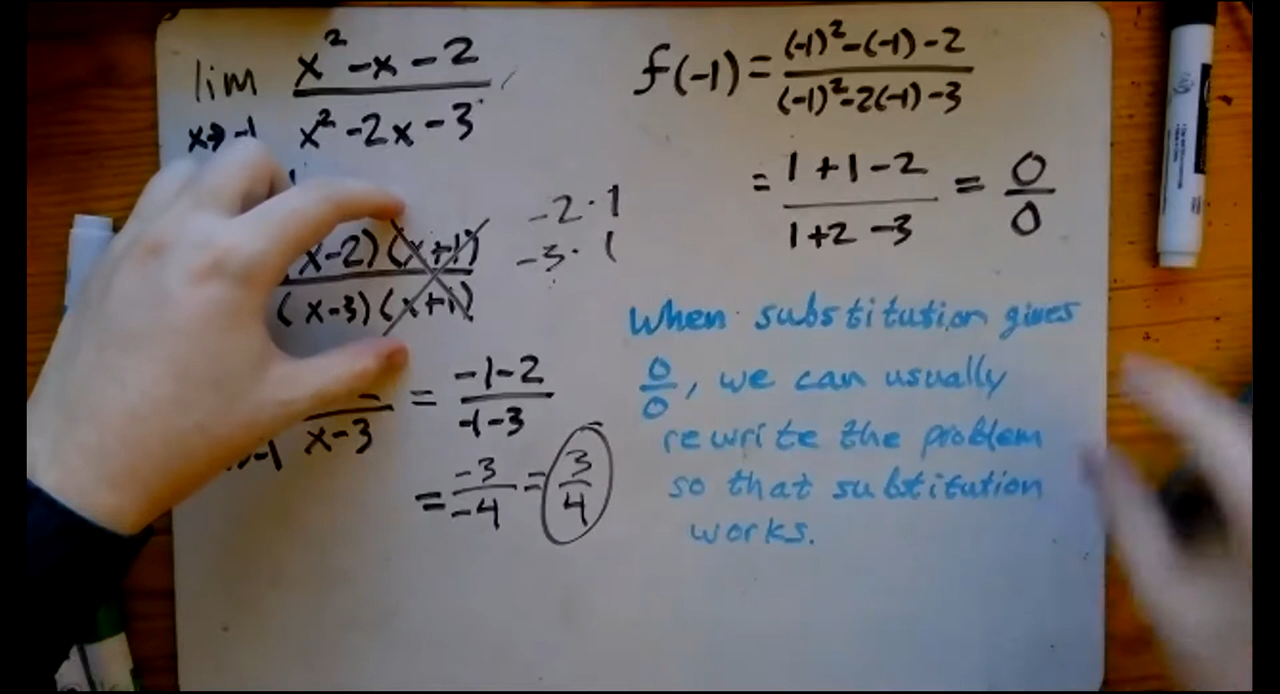 lim x→-1 x² - x - 2 / x² - 2x - 3
(x-2)(x+1) / (x-3)(x+1)
-2·1
-3·1
x-3 = -1-2 / -1-3
= -3/-4 = 3/4
f(-1) = (-1)²-(-1)-2 / (-1)²-2(-1)-3
= 1+1-2 / 1+2-3 = 0/0
When substitution gives
0/0, we can usually
rewrite the problem
so that substitution
works.